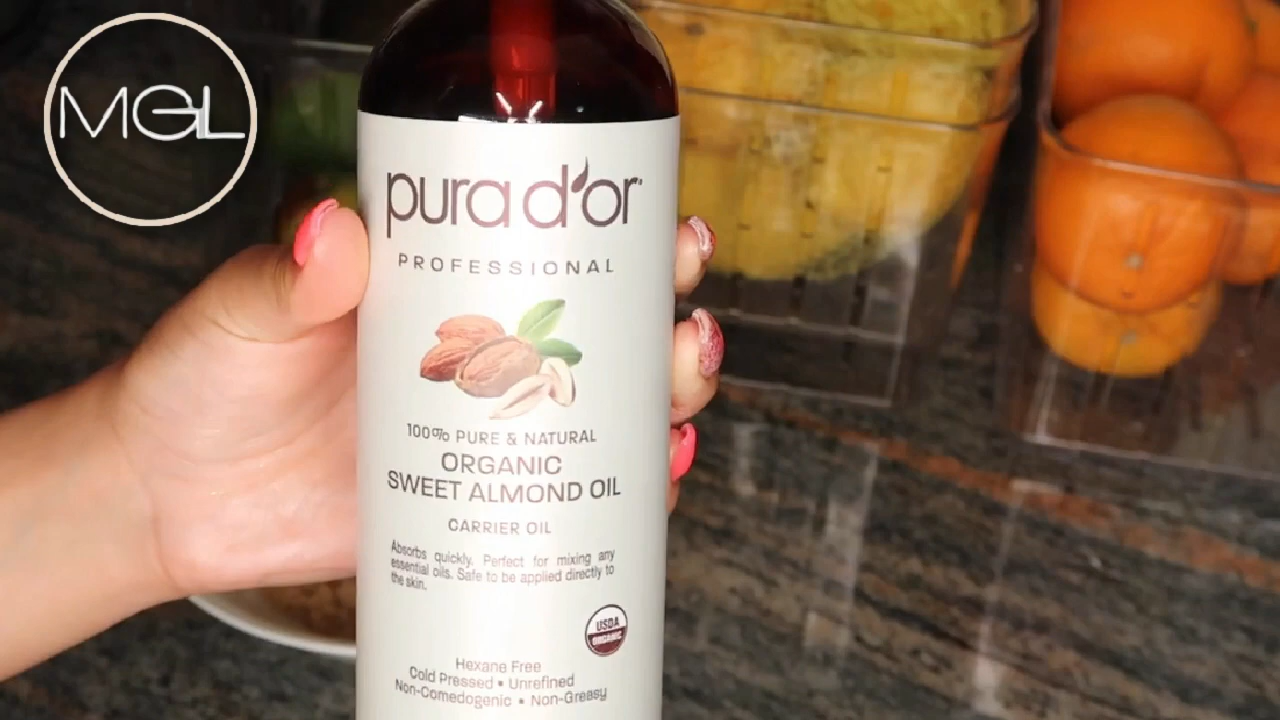 MGL
pura d'or
PROFESSIONAL
100% PURE & NATURAL
ORGANIC
SWEET ALMOND OIL
CARRIER OIL
Absorbs quickly. Perfect for mixing any
essential oils. Safe to be applied directly to
the skin.
USDA
ORGANIC
Hexane Free
Cold Pressed • Unrefined
Non-Comedogenic • Non-Greasy